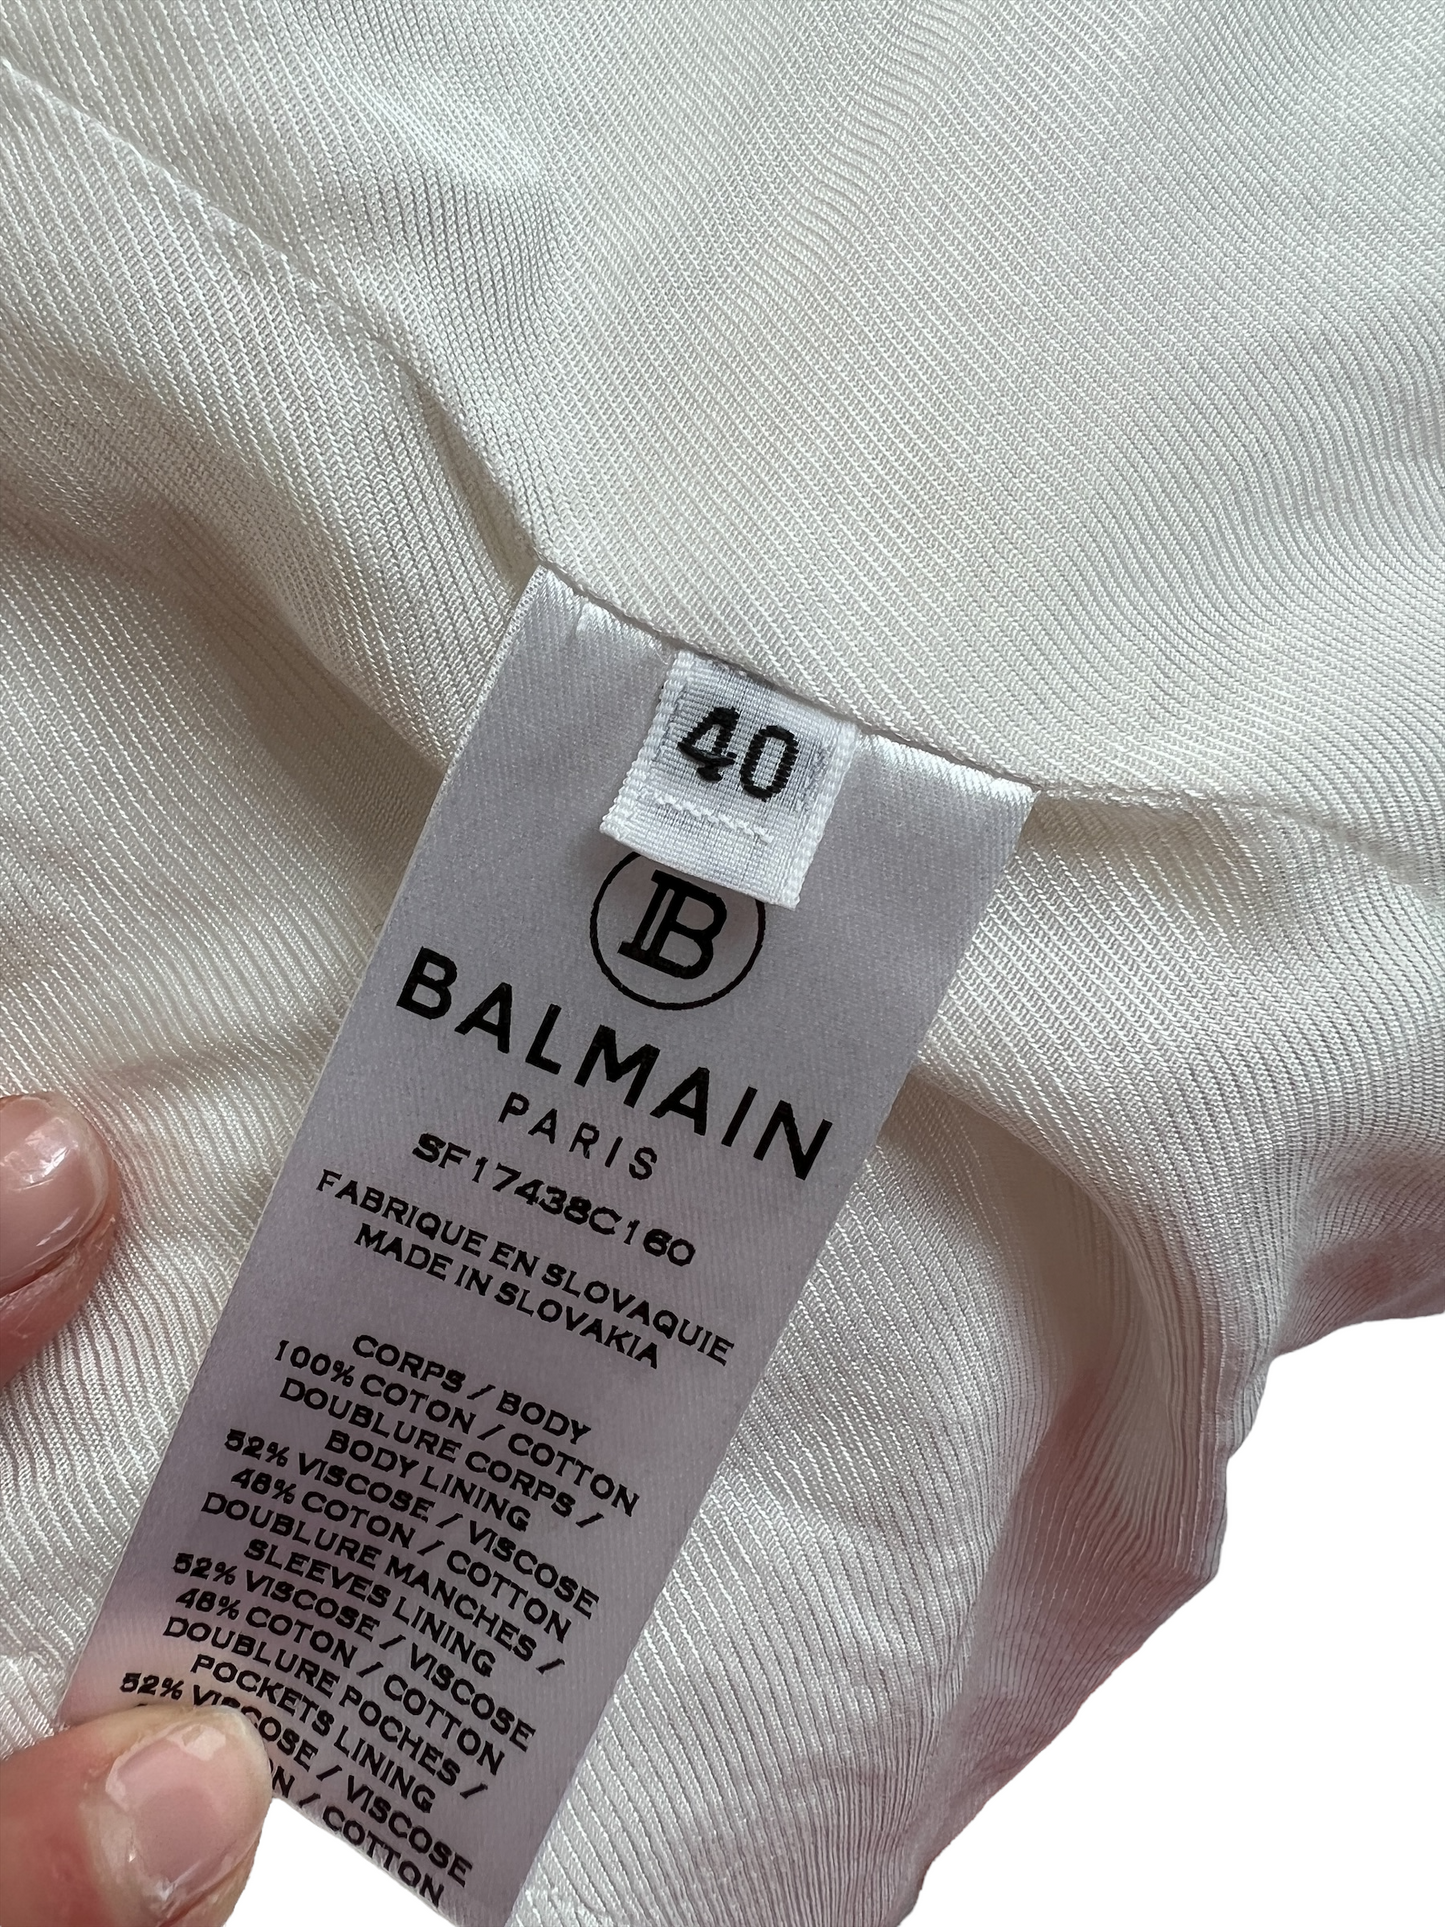 40
B
BALMAIN
PARIS
SF17438C160
FABRIQUE EN SLOVAQUIE
MADE IN SLOVAKIA
CORPS / BODY
100% COTON / COTTON
DOUBLURE CORPS /
BODY LINING
52% VISCOSE / VISCOSE
48% COTON / COTTON
DOUBLURE MANCHES /
SLEEVES LINING
52% VISCOSE / VISCOSE
48% COTON / COTTON
DOUBLURE POCHES /
POCKETS LINING
52% VISCOSE / VISCOSE
/ COTTON